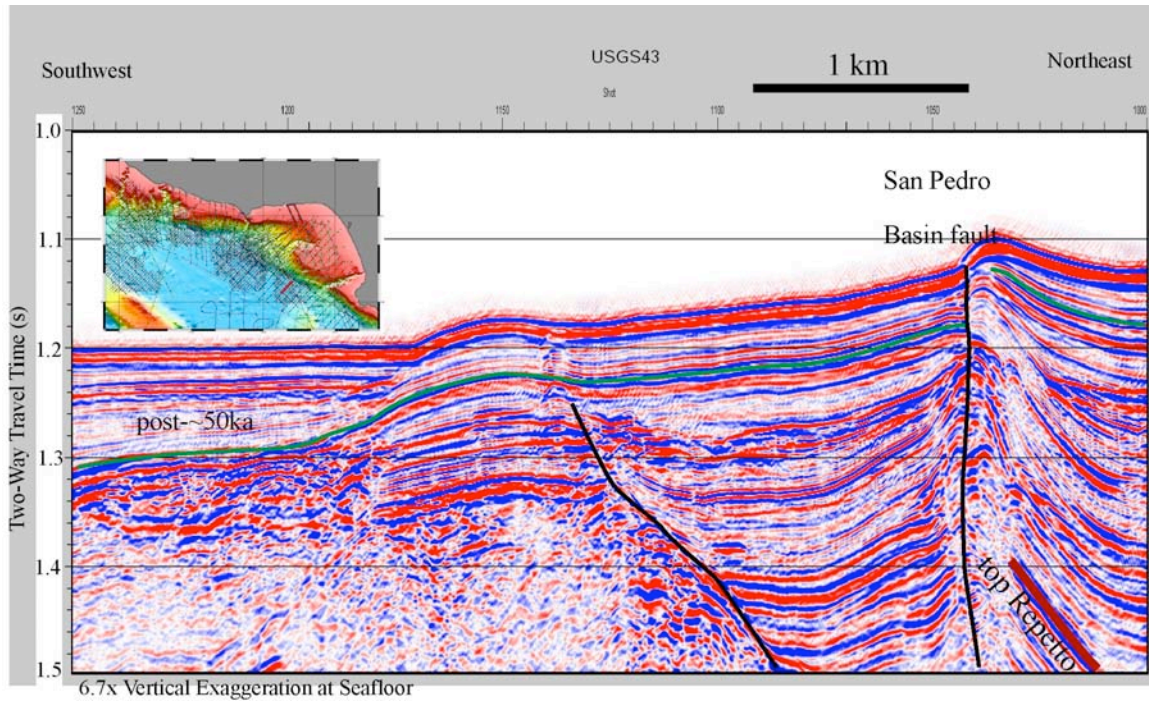 USGS43
Southwest
1 km
Northeast
1250
1200
1150
1100
1050
1000
1.0
San Pedro
Basin fault
1.1
1.2
post-~50ka
1.3
1.4
top Repetto
1.5
Two-Way Travel Time (s)
6.7x Vertical Exaggeration at Seafloor